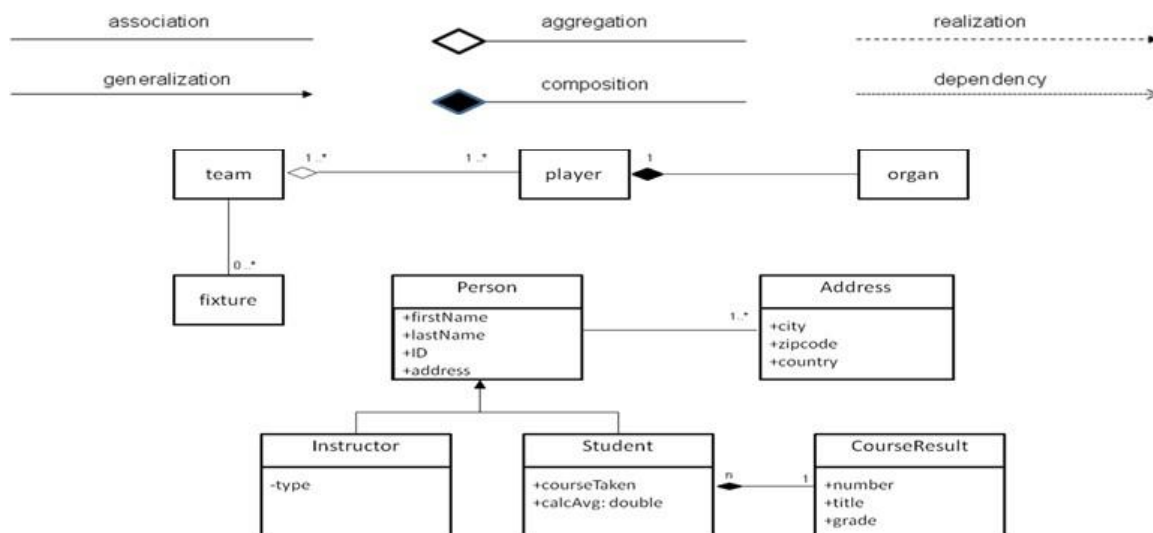 association
aggregation
realization
generalization
composition
dependency
team
1..*
1..*
player
1
organ
0..*
fixture
Person
+firstName
+lastName
+ID
+address
1..*
Address
+city
+zipcode
+country
Instructor
-type
Student
+courseTaken
+calcAvg: double
n
1
CourseResult
+number
+title
+grade